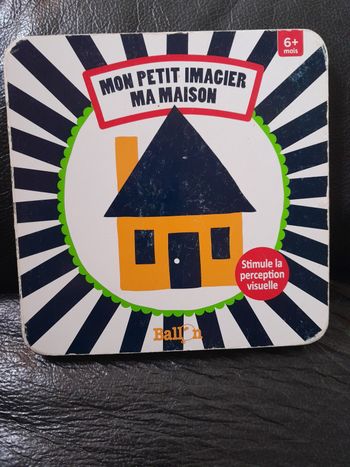 6+
mois
MON PETIT IMAGIER
MA MAISON
Stimule la
perception
visuelle
Ballon